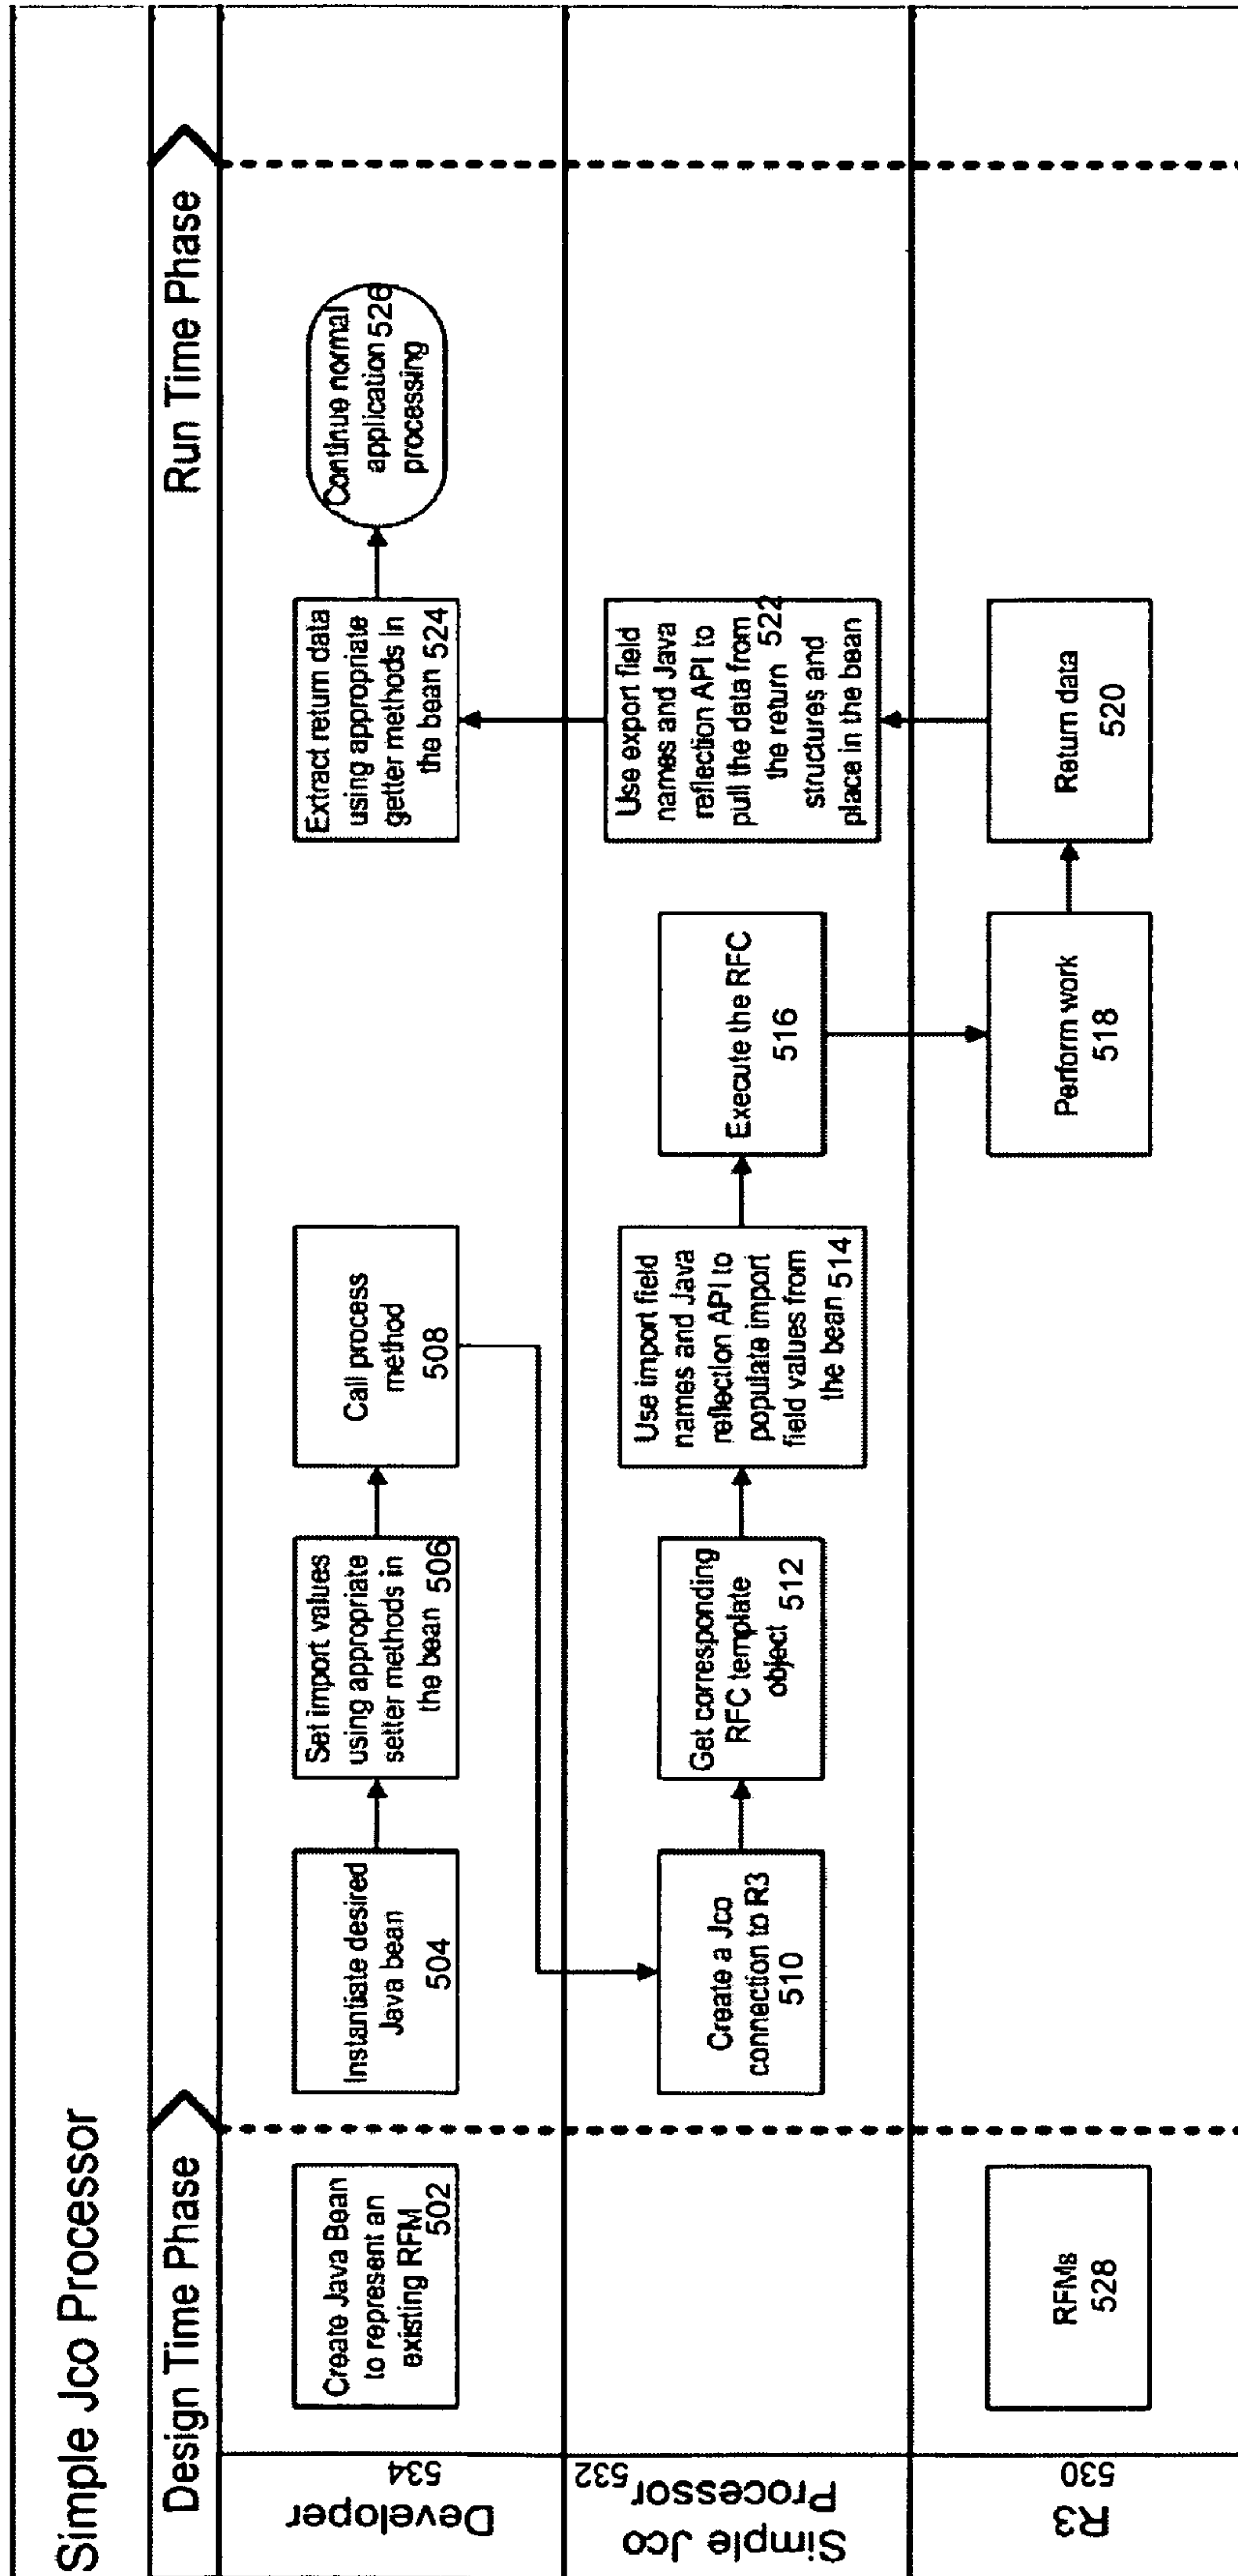 Simple Jco Processor
Design Time Phase
Run Time Phase
Developer
534
Create Java Bean
to represent an
existing RFM
502
Instantiate desired
Java bean
504
Set import values
using appropriate
setter methods in
the bean 506
Call process
method
508
Extract return data
using appropriate
getter methods in
the bean 524
Continue normal
application 526
processing
Simple Jco
Processor
532
Create a Jco
connection to R3
510
Get corresponding
RFC template
object 512
Use import field
names and Java
reflection API to
populate import
field values from
the bean 514
Execute the RFC
516
Use export field
names and Java
reflection API to
pull the data from
the return 522
structures and
place in the bean
R3
530
RFMs
528
Perform work
518
Return data
520